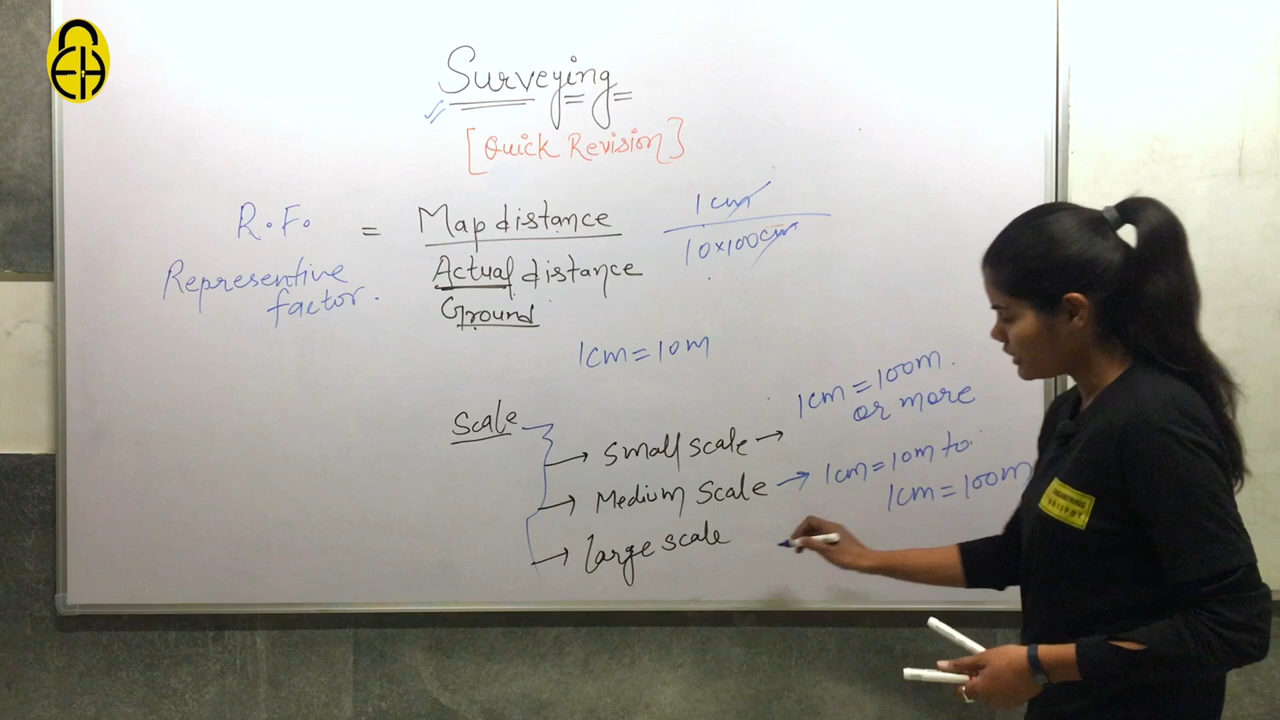 Surveying
[Quick Revision]
R.F. = Map distance
Actual distance
Ground
Representive
factor.
1cm
10×100cm
1cm = 10m
Scale
Small scale → 1cm = 100m.
or more
Medium Scale → 1cm = 10m to
1cm = 100m
large scale